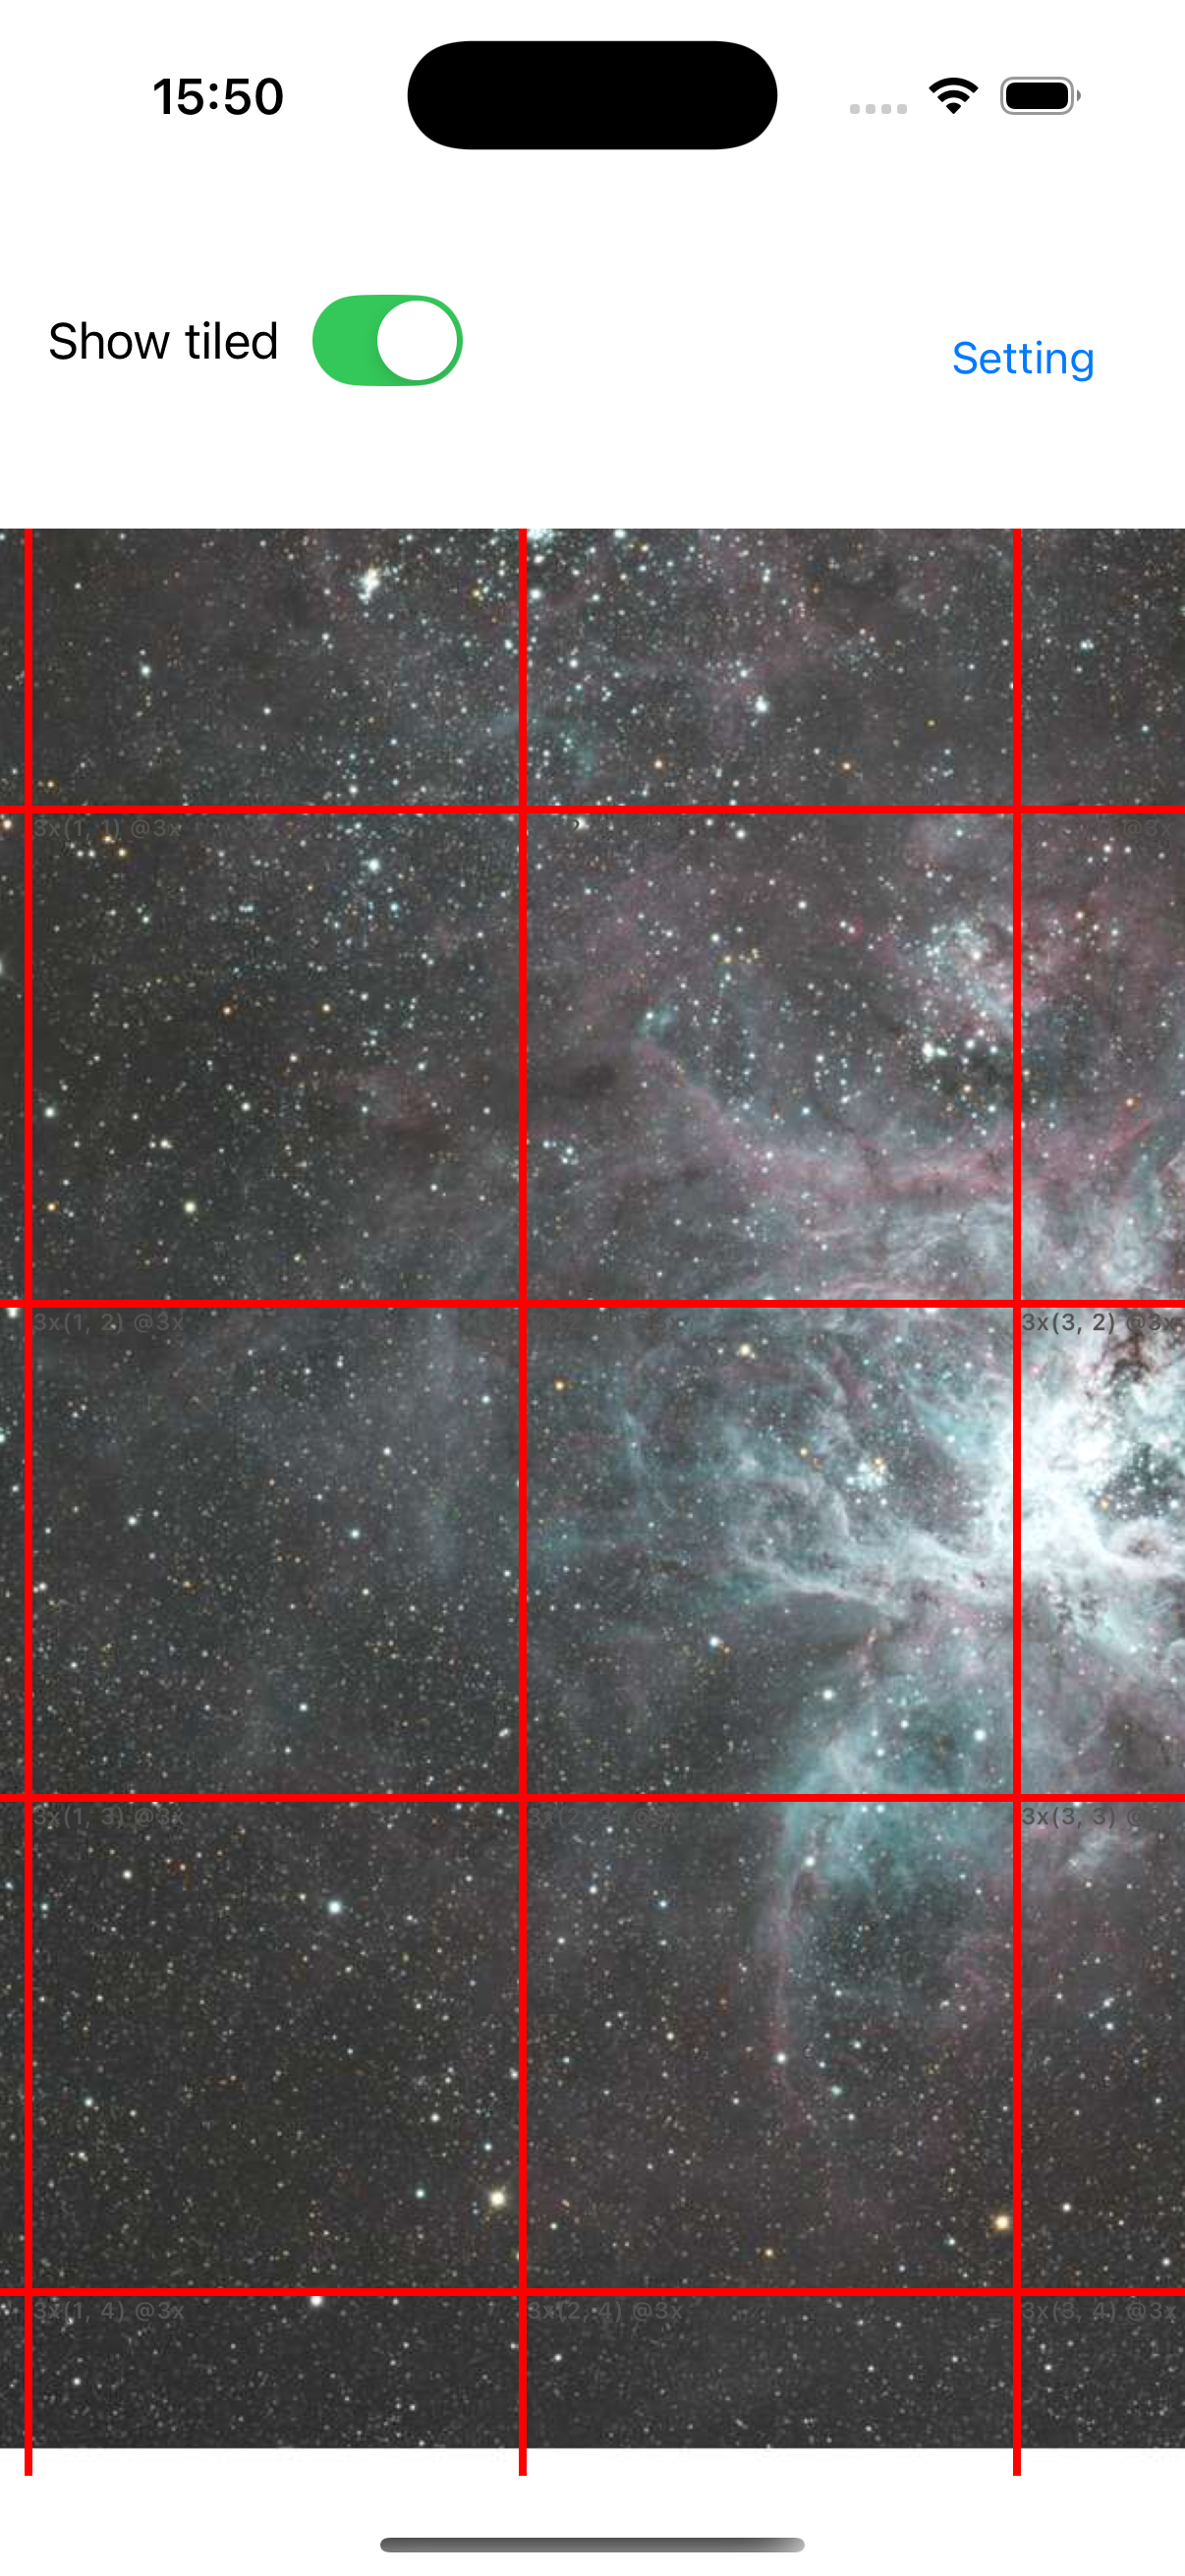 15:50
Show tiled
Setting
3x(1, 1) @3x
@3x
3x(1, 2) @3x
3x(3, 2) @3x
3x(1, 3) @3x
3x(3, 3) @
3x(1, 4) @3x
3x(2, 4) @3x
3x(3, 4) @3x